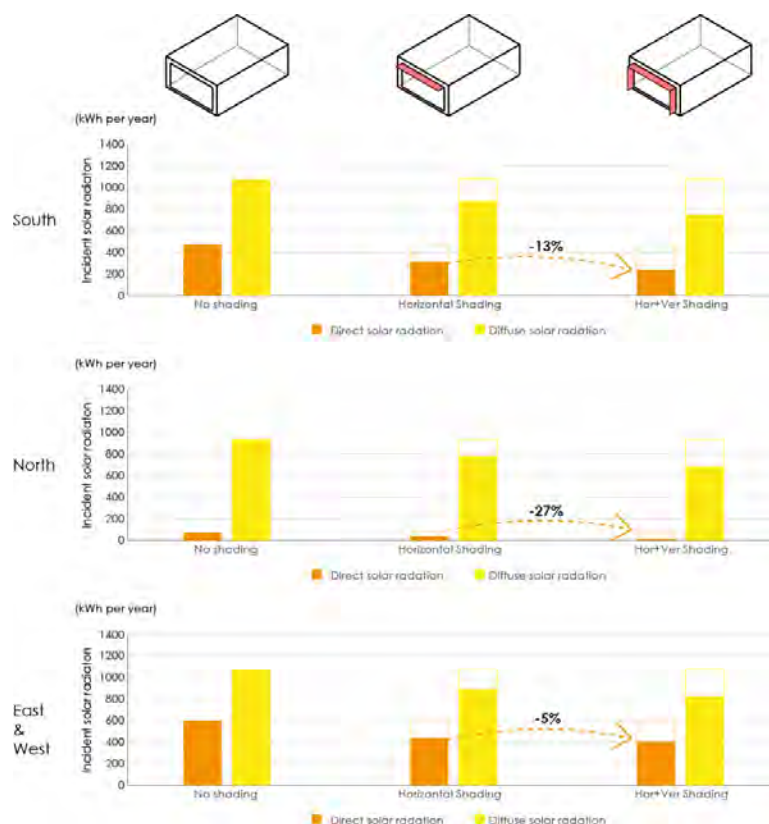 (kWh per year)
1400
1200
1000
800
600
400
200
0
Incident solar radiation
South
-13%
No shading
Horizontal Shading
Hor+Ver Shading
Direct solar radiation
Diffuse solar radiation
(kWh per year)
1400
1200
1000
800
600
400
200
0
Incident solar radiation
North
-27%
No shading
Horizontal Shading
Hor+Ver Shading
Direct solar radiation
Diffuse solar radiation
(kWh per year)
1400
1200
1000
800
600
400
200
0
Incident solar radiation
East
&
West
-5%
No shading
Horizontal Shading
Hor+Ver Shading
Direct solar radiation
Diffuse solar radiation